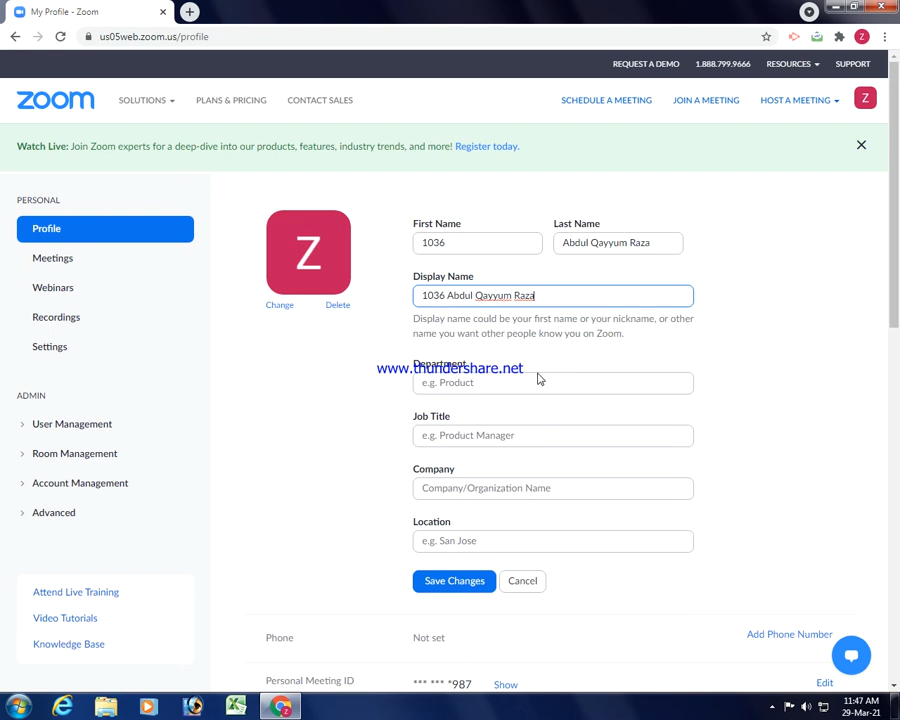 My Profile - Zoom
us05web.zoom.us/profile
Z
REQUEST A DEMO 1.888.799.9666 RESOURCES SUPPORT
zoom SOLUTIONS PLANS & PRICING CONTACT SALES SCHEDULE A MEETING JOIN A MEETING HOST A MEETING Z
Watch Live: Join Zoom experts for a deep-dive into our products, features, industry trends, and more! Register today.
PERSONAL
Profile
Meetings
Webinars
Recordings
Settings
ADMIN
User Management
Room Management
Account Management
Advanced
Attend Live Training
Video Tutorials
Knowledge Base
Z
Change Delete
First Name Last Name
1036 Abdul Qayyum Raza
Display Name
1036 Abdul Qayyum Raza
Display name could be your first name or your nickname, or other
name you want other people know you on Zoom.
Department
www.thundershare.net
e.g. Product
Job Title
e.g. Product Manager
Company
Company/Organization Name
Location
e.g. San Jose
Save Changes Cancel
Phone Not set Add Phone Number
Personal Meeting ID *** *** *987 Show Edit
11:47 AM
29-Mar-21